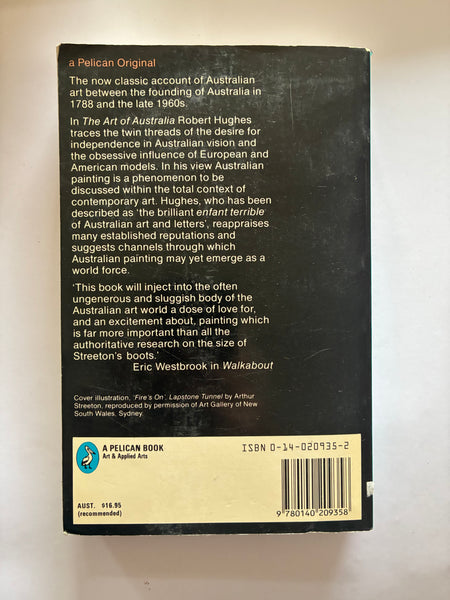 a Pelican Original
The now classic account of Australian
art between the founding of Australia in
1788 and the late 1960s.
In The Art of Australia Robert Hughes
traces the twin threads of the desire for
independence in Australian vision and
the obsessive influence of European and
American models. In his view Australian
painting is a phenomenon to be
discussed within the total context of
contemporary art. Hughes, who has been
described as ‘the brilliant enfant terrible
of Australian art and letters’, reappraises
many established reputations and
suggests channels through which
Australian painting may yet emerge as a
world force.
‘This book will inject into the often
ungenerous and sluggish body of the
Australian art world a dose of love for,
and an excitement about, painting which
is far more important than all the
authoritative research on the size of
Streeton’s boots.’
Eric Westbrook in Walkabout
Cover illustration, ‘Fire’s On’, Lapstone Tunnel by Arthur
Streeton, reproduced by permission of Art Gallery of New
South Wales, Sydney.
A PELICAN BOOK
Art & Applied Arts
ISBN 0-14-020935-2
AUST. $16.95
(recommended)
9 780140 209358